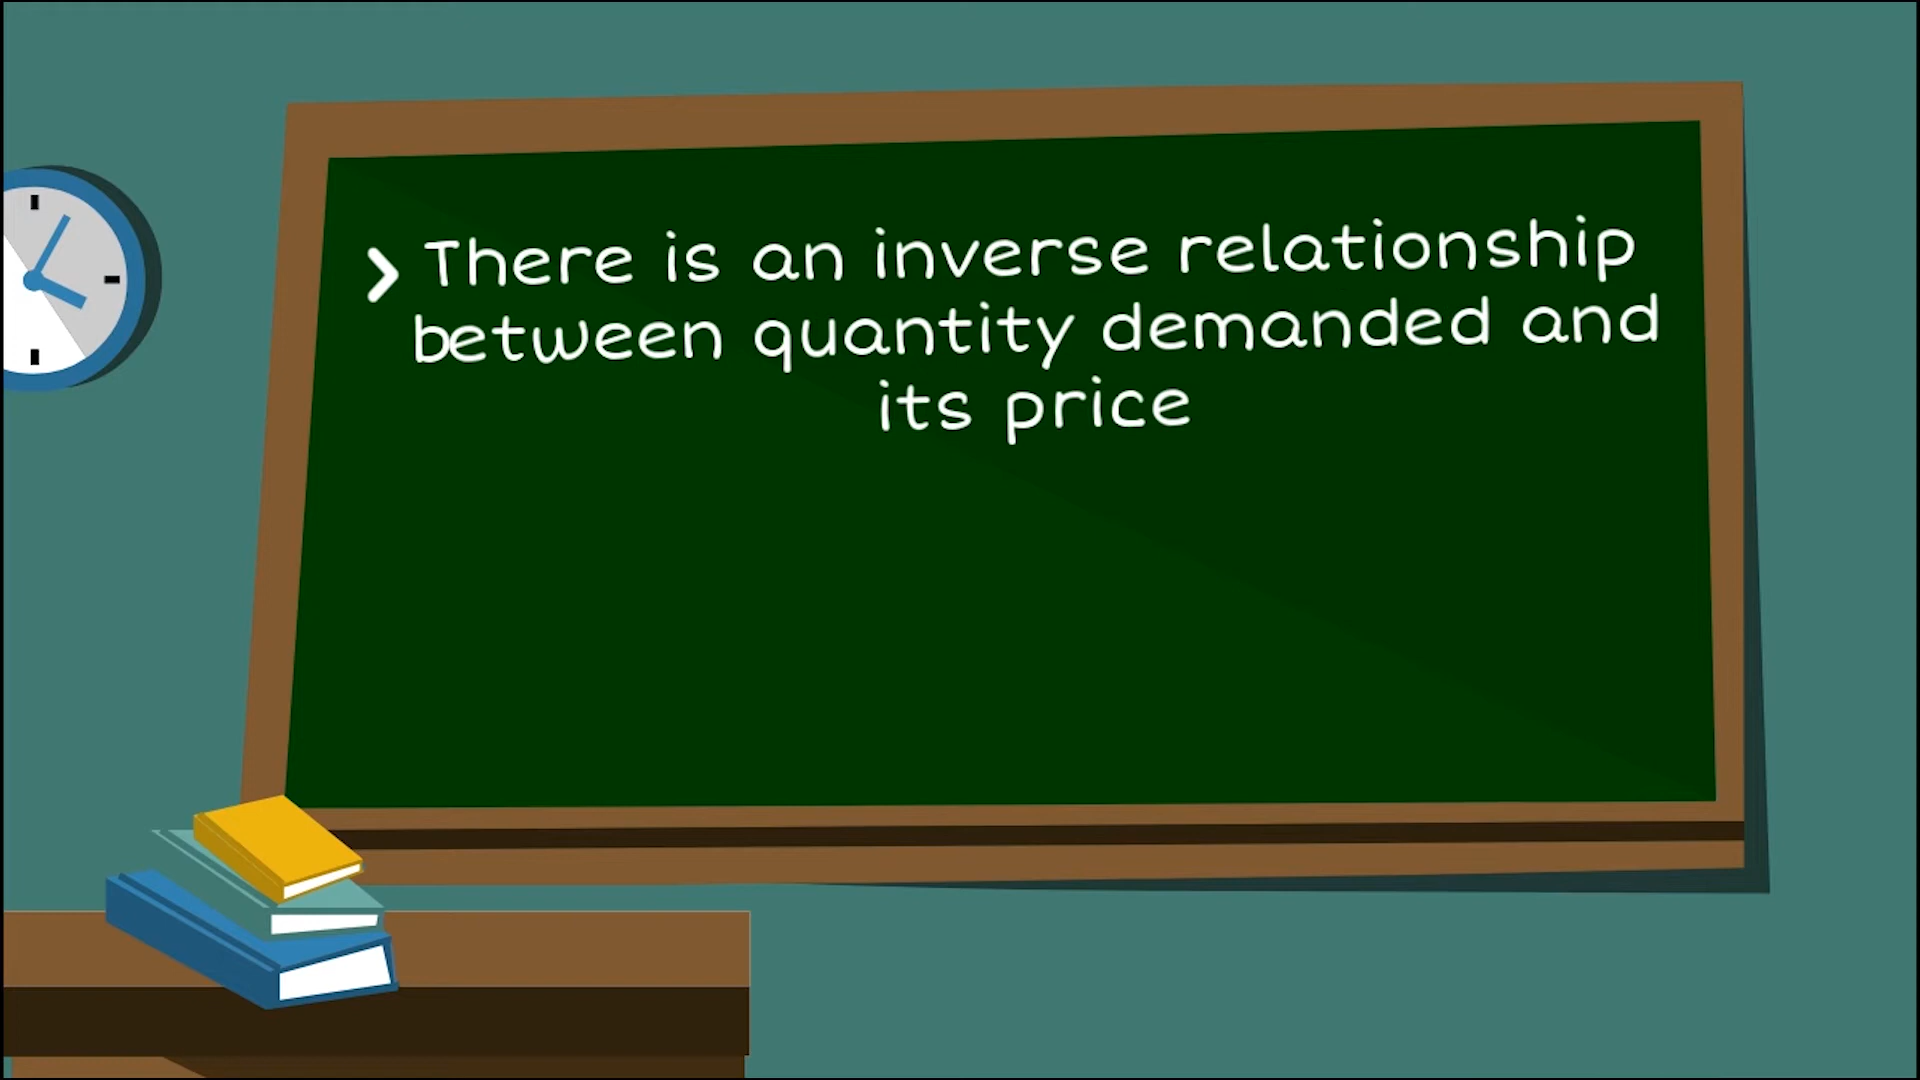 › There is an inverse relationship
between quantity demanded and
its price